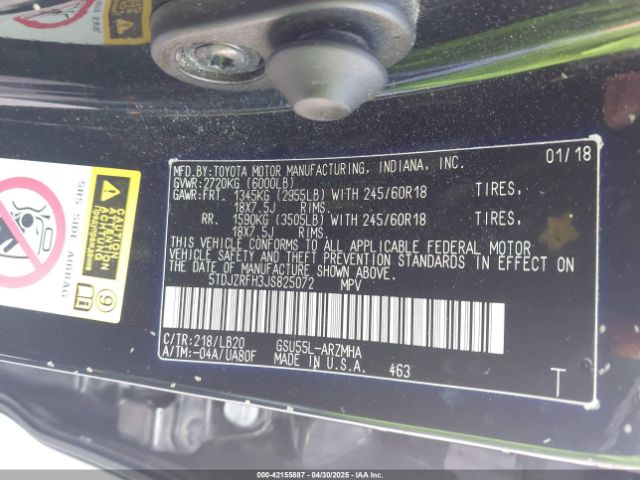 MFD.BY:TOYOTA MOTOR MANUFACTURING, INDIANA, INC. 01/18
GVWR:2720KG (6000LB)
GAWR:FRT. 1345KG (2955LB) WITH 245/60R18 TIRES,
18X7.5J RIMS
RR. 1590KG (3505LB) WITH 245/60R18 TIRES,
18X7.5J RIMS
THIS VEHICLE CONFORMS TO ALL APPLICABLE FEDERAL MOTOR
VEHICLE SAFETY AND THEFT PREVENTION STANDARDS IN EFFECT ON
THE DATE OF MANUFACTURE SHOWN ABOVE.
5TDJZRFH3JS825072 MPV
C/TR:218/LB20 GSU55L-ARZMHA
A/TM:-04A/UA80F MADE IN U.S.A. 463
T
SRS SIDE AIRBAG
9
000-42155887 - 04/30/2025 - Copyright IAA, LLC